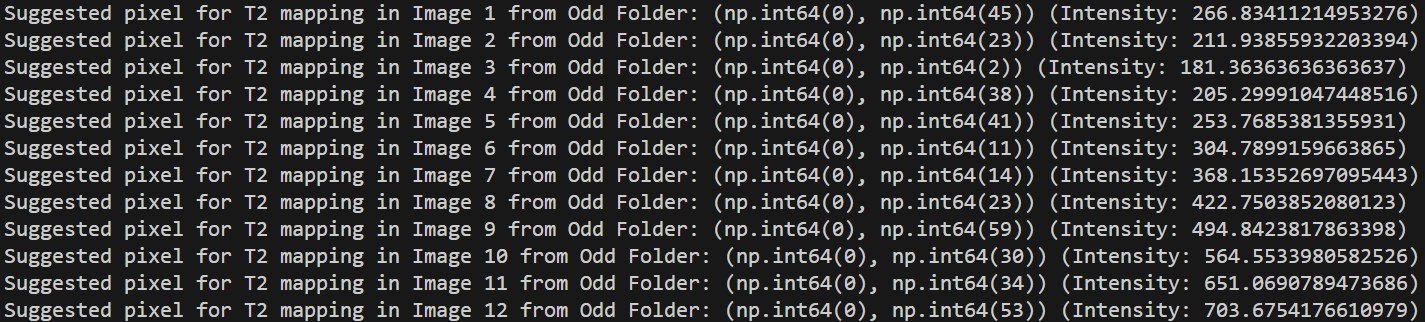 Suggested pixel for T2 mapping in Image 1 from Odd Folder: (np.int64(0), np.int64(45)) (Intensity: 266.83411214953276)
Suggested pixel for T2 mapping in Image 2 from Odd Folder: (np.int64(0), np.int64(23)) (Intensity: 211.93855932203394)
Suggested pixel for T2 mapping in Image 3 from Odd Folder: (np.int64(0), np.int64(2)) (Intensity: 181.36363636363637)
Suggested pixel for T2 mapping in Image 4 from Odd Folder: (np.int64(0), np.int64(38)) (Intensity: 205.29991047448516)
Suggested pixel for T2 mapping in Image 5 from Odd Folder: (np.int64(0), np.int64(41)) (Intensity: 253.7685381355931)
Suggested pixel for T2 mapping in Image 6 from Odd Folder: (np.int64(0), np.int64(11)) (Intensity: 304.7899159663865)
Suggested pixel for T2 mapping in Image 7 from Odd Folder: (np.int64(0), np.int64(14)) (Intensity: 368.15352697095443)
Suggested pixel for T2 mapping in Image 8 from Odd Folder: (np.int64(0), np.int64(23)) (Intensity: 422.7503852080123)
Suggested pixel for T2 mapping in Image 9 from Odd Folder: (np.int64(0), np.int64(59)) (Intensity: 494.8423817863398)
Suggested pixel for T2 mapping in Image 10 from Odd Folder: (np.int64(0), np.int64(30)) (Intensity: 564.5533980582526)
Suggested pixel for T2 mapping in Image 11 from Odd Folder: (np.int64(0), np.int64(34)) (Intensity: 651.0690789473686)
Suggested pixel for T2 mapping in Image 12 from Odd Folder: (np.int64(0), np.int64(53)) (Intensity: 703.6754176610979)